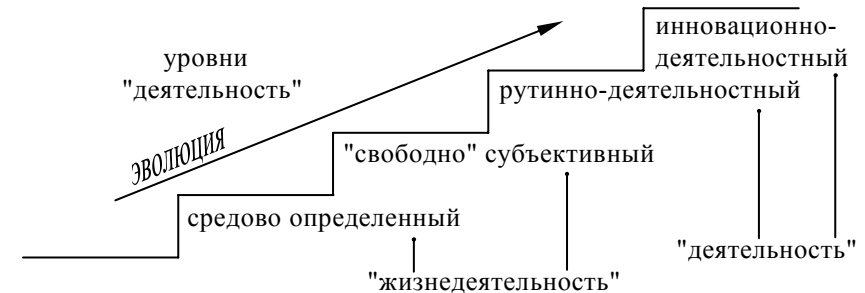 инновационно-
деятельностный
уровни
"деятельность"
рутинно-деятельностный
ЭВОЛЮЦИЯ
"свободно" субъективный
средово определенный
"деятельность"
"жизнедеятельность"